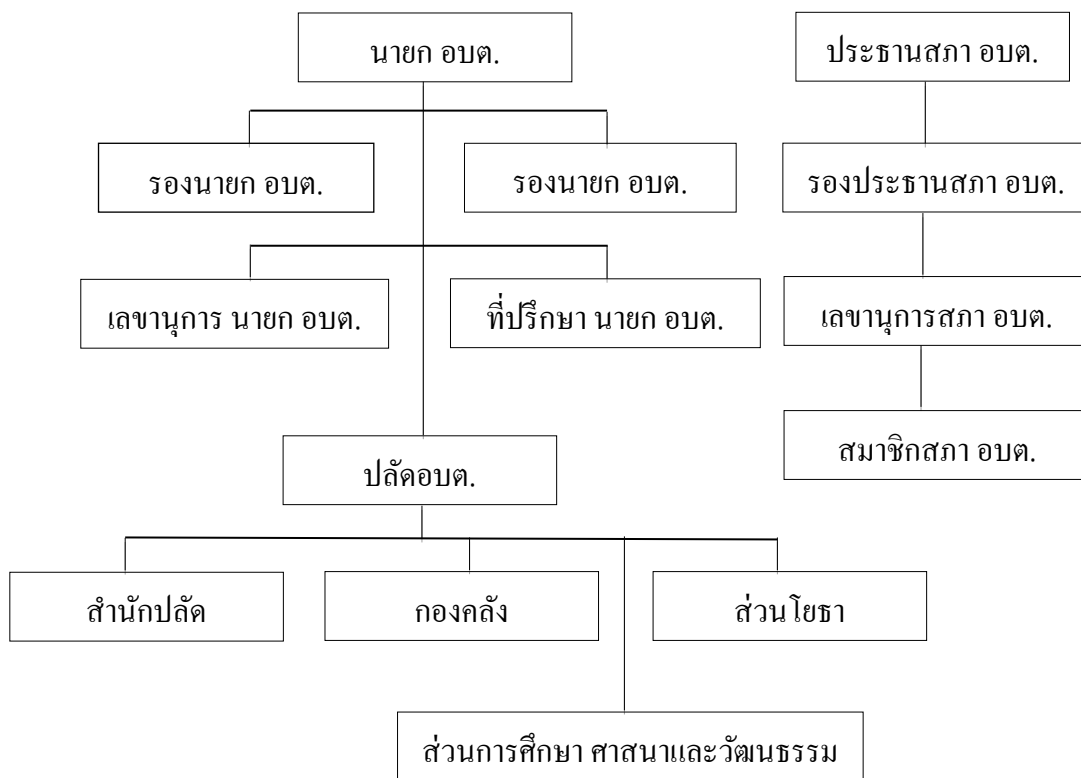 นายก อบต.
ประธานสภา อบต.
รองนายก อบต.
รองนายก อบต.
รองประธานสภา อบต.
เลขานุการ นายก อบต.
ที่ปรึกษา นายก อบต.
เลขานุการสภา อบต.
สมาชิกสภา อบต.
ปลัดอบต.
สำนักปลัด
กองคลัง
ส่วนโยธา
ส่วนการศึกษา ศาสนาและวัฒนธรรม